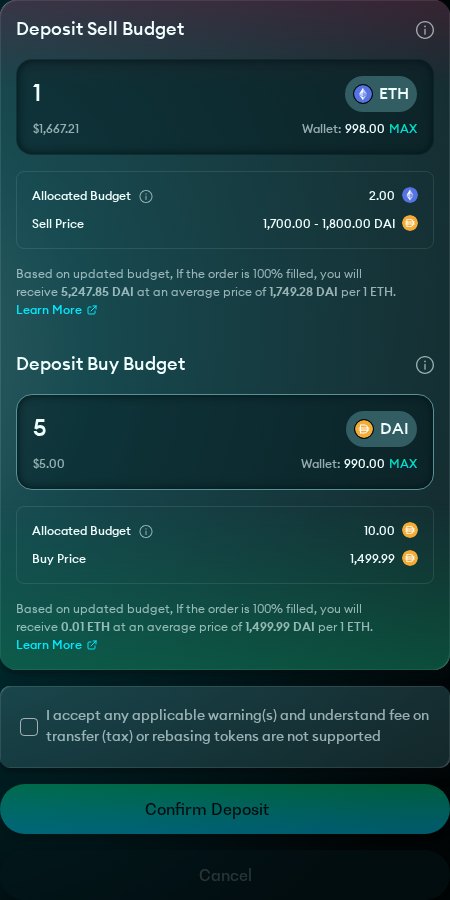 Deposit Sell Budget
1
ETH
$1,667.21
Wallet: 998.00 MAX
Allocated Budget
2.00
Sell Price
1,700.00 - 1,800.00 DAI
Based on updated budget, If the order is 100% filled, you will
receive 5,247.85 DAI at an average price of 1,749.28 DAI per 1 ETH.
Learn More
Deposit Buy Budget
5
DAI
$5.00
Wallet: 990.00 MAX
Allocated Budget
10.00
Buy Price
1,499.99
Based on updated budget, If the order is 100% filled, you will
receive 0.01 ETH at an average price of 1,499.99 DAI per 1 ETH.
Learn More
I accept any applicable warning(s) and understand fee on
transfer (tax) or rebasing tokens are not supported
Confirm Deposit
Cancel